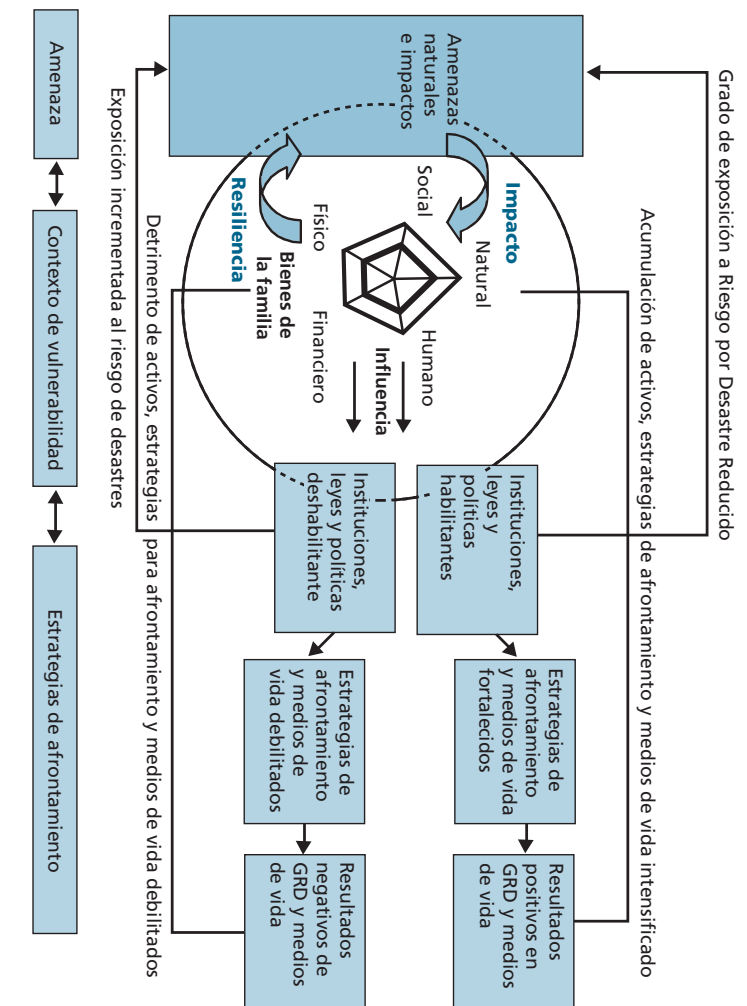 Grado de exposición a Riesgo por Desastre Reducido
Acumulación de activos, estrategias de afrontamiento y medios de vida intensificado
Amenazas
naturales
e impactos
Impacto
Resiliencia
Social
Natural
Humano
Físico
Financiero
Bienes de
la familia
Influencia
Instituciones,
leyes y
políticas
habilitantes
Estrategias de
afrontamiento
y medios de vida
fortalecidos
Resultados
positivos en
GRD y medios
de vida
Instituciones,
leyes y políticas
deshabilitante
Estrategias de
afrontamiento
y medios de
vida debilitados
Resultados
negativos de
GRD y medios
de vida
Detrimento de activos, estrategias para afrontamiento y medios de vida debilitados
Exposición incrementada al riesgo de desastres
Amenaza
Contexto de vulnerabilidad
Estrategias de afrontamiento